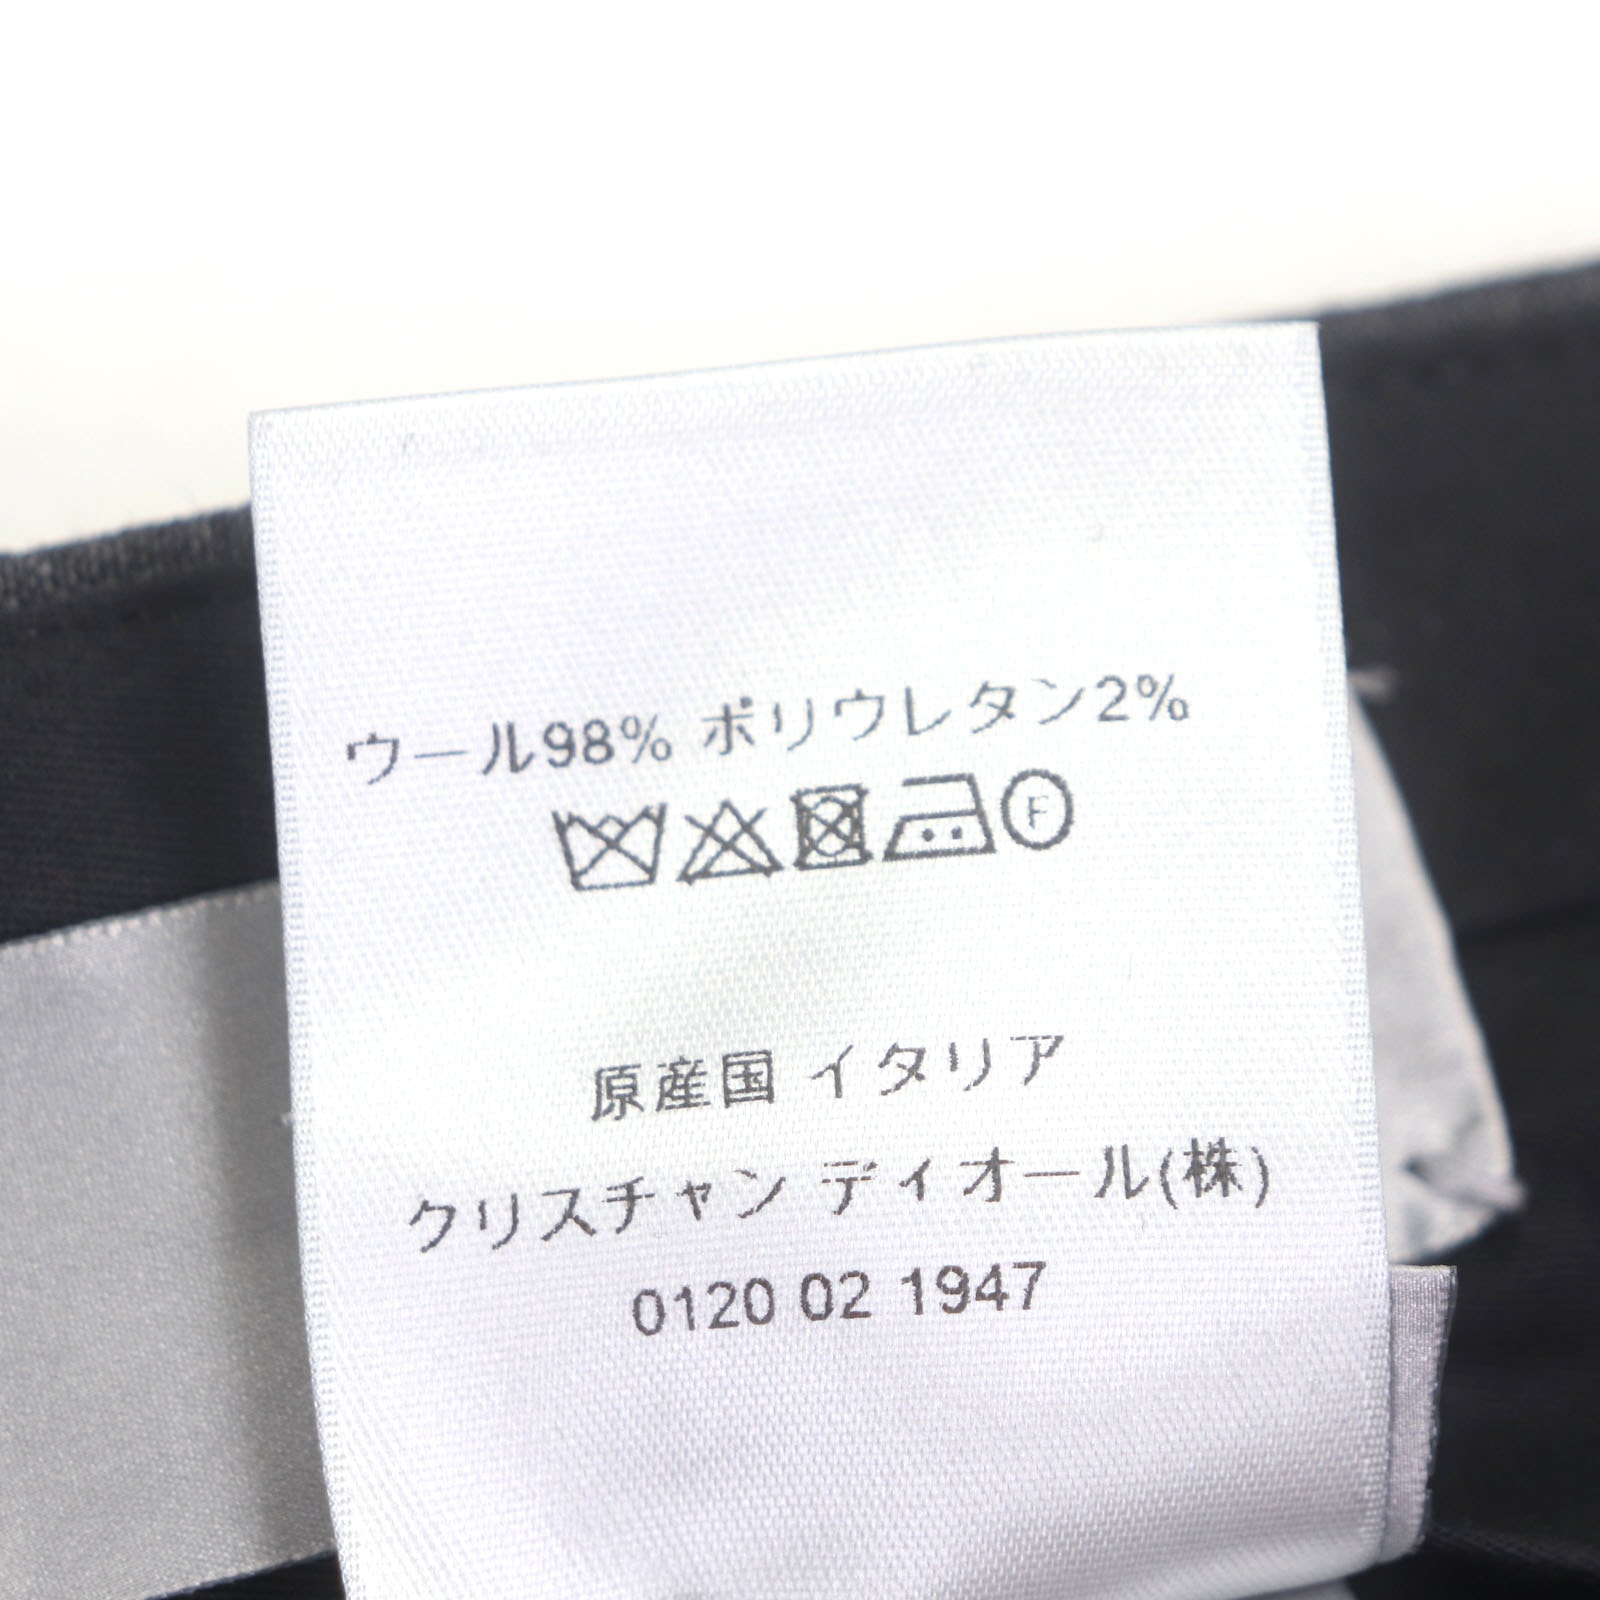 ウール98% ポリウレタン2%
F
原産国 イタリア
クリスチャン ディオール(株)
0120 02 1947